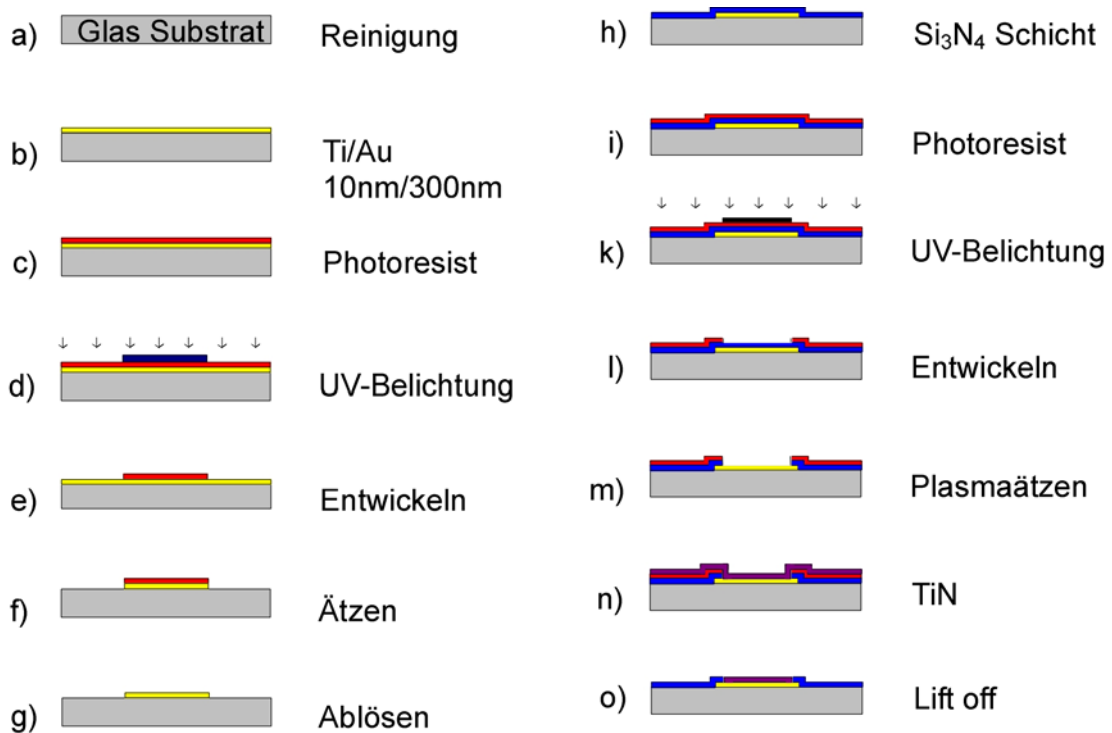 a) Glas Substrat Reinigung
b) Ti/Au
10nm/300nm
c) Photoresist
d) UV-Belichtung
e) Entwickeln
f) Ätzen
g) Ablösen
h) Si₃N₄ Schicht
i) Photoresist
k) UV-Belichtung
l) Entwickeln
m) Plasmaätzen
n) TiN
o) Lift off